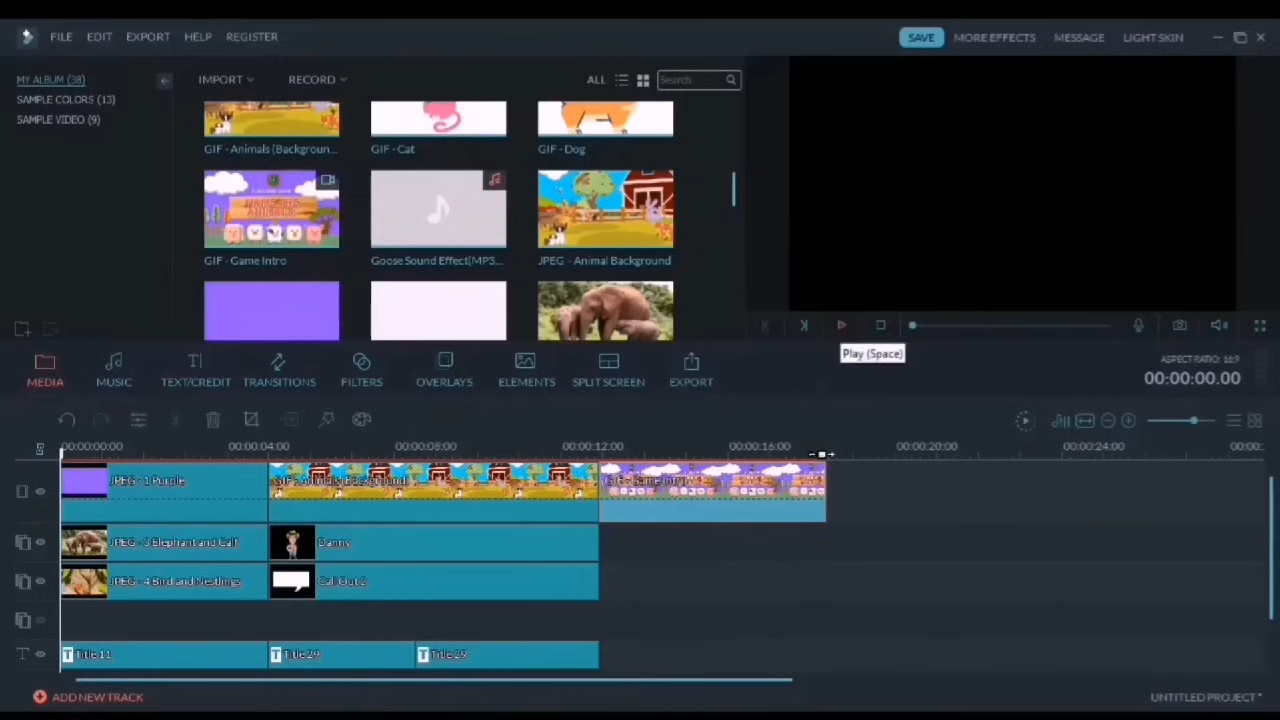 FILE EDIT EXPORT HELP REGISTER SAVE MORE EFFECTS MESSAGE LIGHT SKIN
MY ALBUM (38)
SAMPLE COLORS (13)
SAMPLE VIDEO (9)
IMPORT RECORD ALL Search
GIF - Animals (Backgroun... GIF - Cat GIF - Dog
GIF - Game Intro Goose Sound Effect(MP3... JPEG - Animal Background
Play (Space)
MEDIA MUSIC TEXT/CREDIT TRANSITIONS FILTERS OVERLAYS ELEMENTS SPLIT SCREEN EXPORT
ASPECT RATIO: 16:9
00:00:00.00
00:00:00:00 00:00:04:00 00:00:08:00 00:00:12:00 00:00:16:00 00:00:20:00 00:00:24:00 00:00:
JPEG - 1 Purple GIF - Animals (Background) GIF - Game Intro
JPEG - 3 Elephant and Calf Danny
JPEG - 4 Bird and Nestlings Call Out 2
T Title 11 T Title 29 T Title 29
ADD NEW TRACK UNTITLED PROJECT*